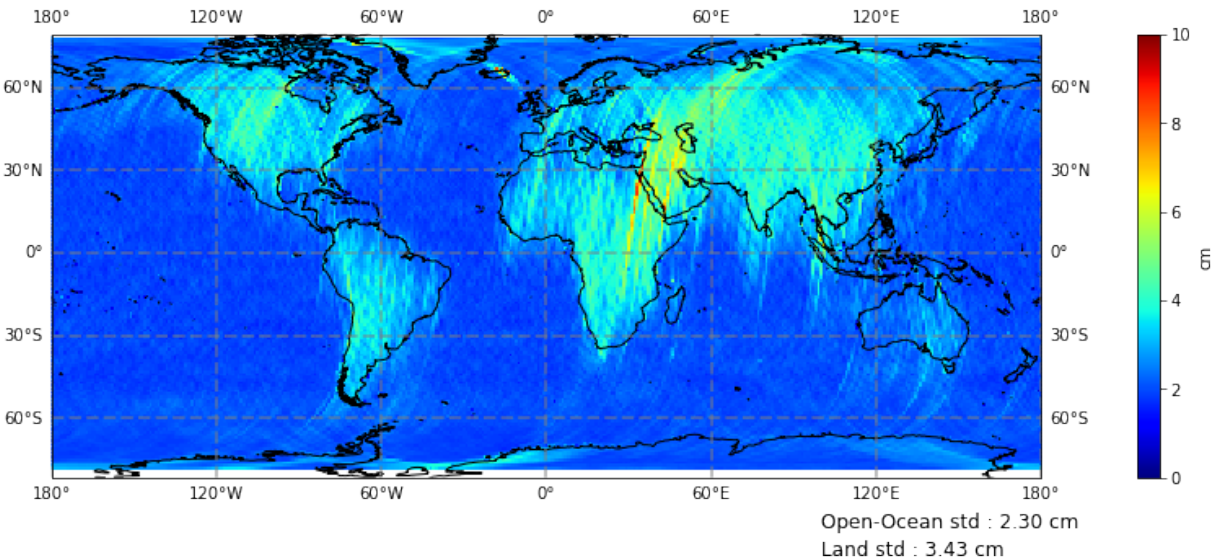 180° 120°W 60°W 0° 60°E 120°E 180°
10
60°N 60°N
8
30°N 30°N
6
0° 0°
cm
4
30°S 30°S
2
60°S 60°S
0
180° 120°W 60°W 0° 60°E 120°E 180°
Open-Ocean std : 2.30 cm
Land std : 3.43 cm